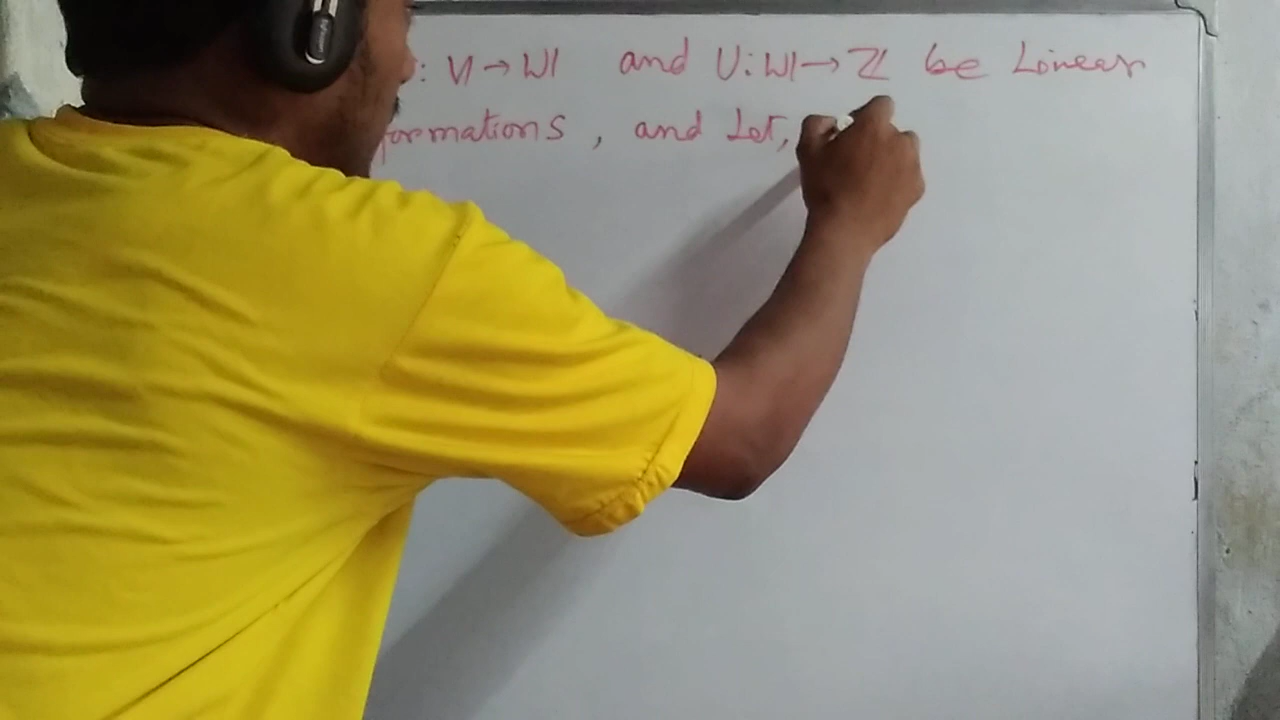 : V → W and U: W → Z be Linear
formations , and Let,